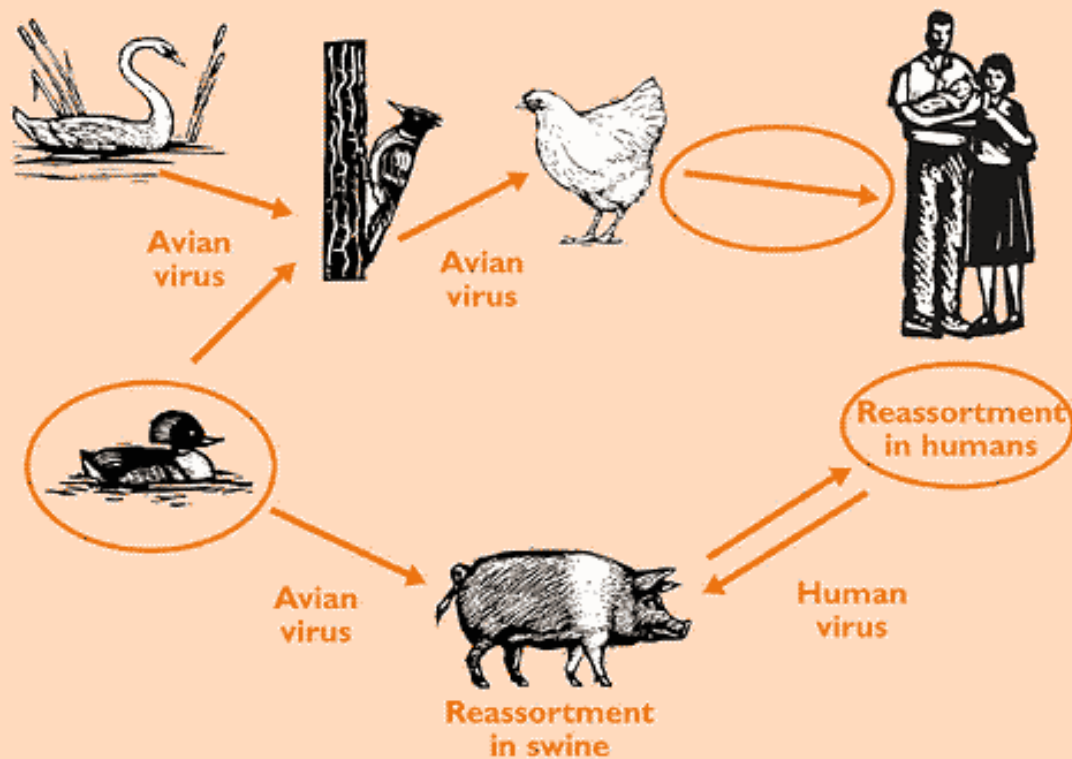 Avian
virus
Avian
virus
Reassortment
in humans
Avian
virus
Human
virus
Reassortment
in swine